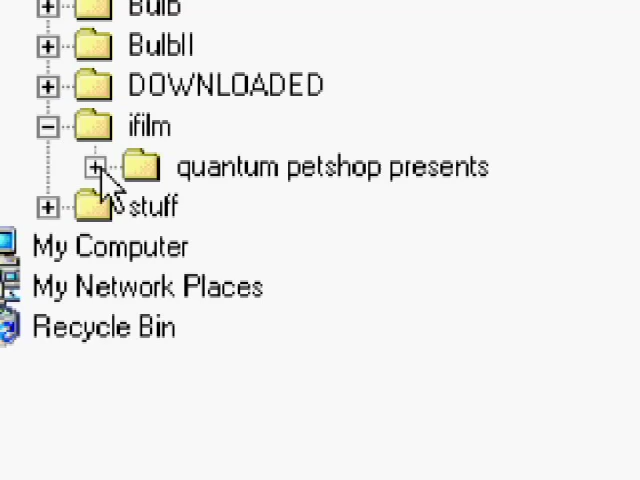 Bulb
BulbII
DOWNLOADED
ifilm
quantum petshop presents
stuff
My Computer
My Network Places
Recycle Bin